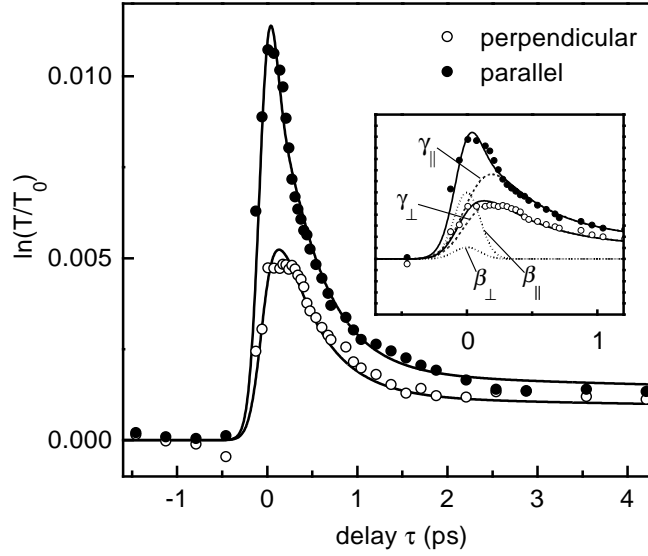 perpendicular
parallel
0.010
0.005
0.000
ln(T/T₀)
γ∥
γ⊥
β⊥
β∥
0
1
-1
0
1
2
3
4
delay τ (ps)